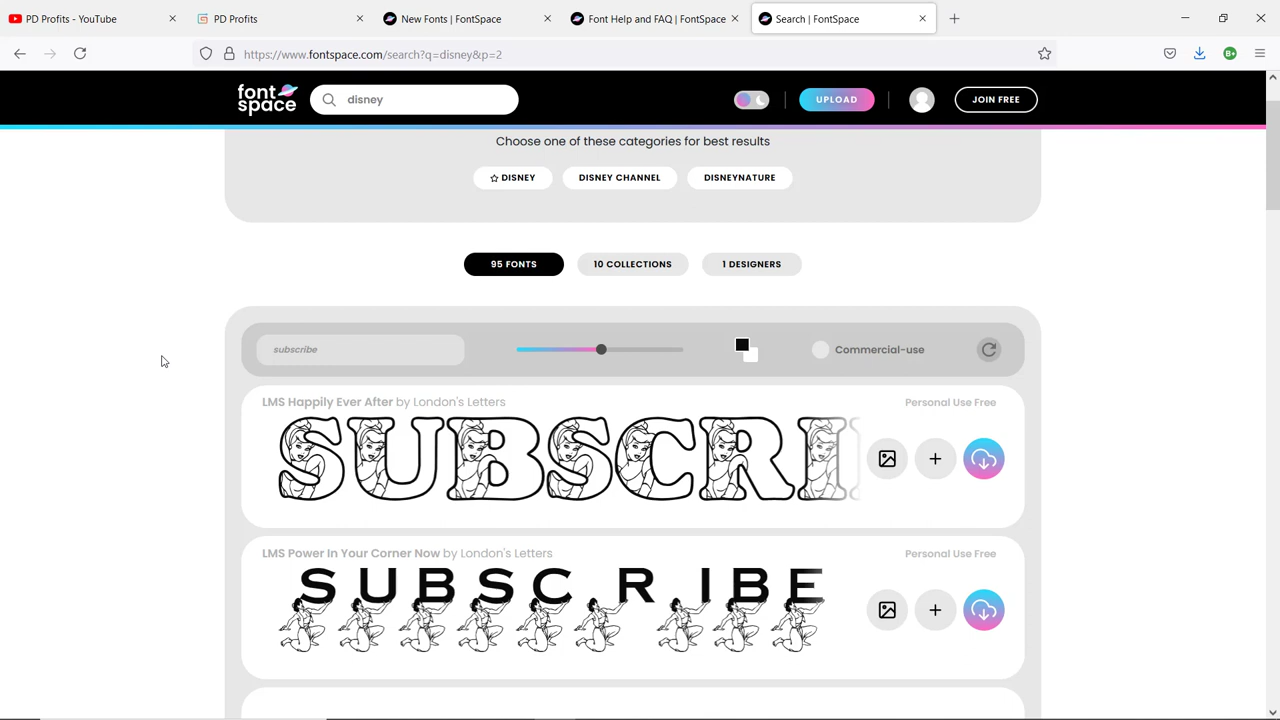 PD Profits - YouTube
PD Profits
New Fonts | FontSpace
Font Help and FAQ | FontSpace
Search | FontSpace
https://www.fontspace.com/search?q=disney&p=2
font space
disney
UPLOAD
JOIN FREE
Choose one of these categories for best results
DISNEY
DISNEY CHANNEL
DISNEYNATURE
95 FONTS
10 COLLECTIONS
1 DESIGNERS
subscribe
Commercial-use
LMS Happily Ever After by London's Letters
Personal Use Free
SUBSCRI
LMS Power In Your Corner Now by London's Letters
Personal Use Free
SUBSCRIBE